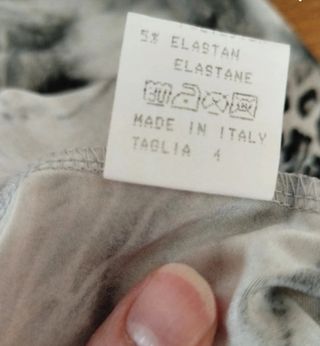 5% ELASTAN
ELASTANE
MADE IN ITALY
TAGLIA 4